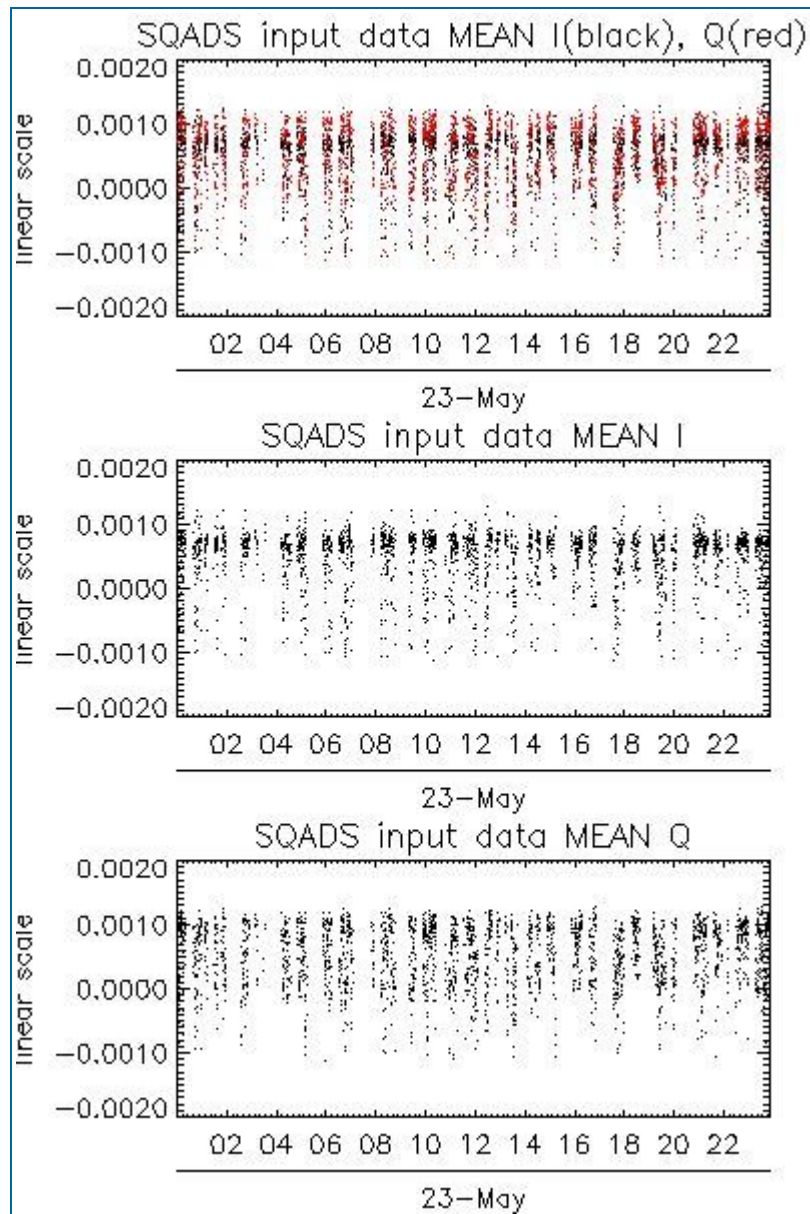 SQADS input data MEAN I(black), Q(red)
linear scale
0.0020
0.0010
0.0000
−0.0010
−0.0020
02 04 06 08 10 12 14 16 18 20 22
23-May
SQADS input data MEAN I
linear scale
0.0020
0.0010
0.0000
−0.0010
−0.0020
02 04 06 08 10 12 14 16 18 20 22
23-May
SQADS input data MEAN Q
linear scale
0.0020
0.0010
0.0000
−0.0010
−0.0020
02 04 06 08 10 12 14 16 18 20 22
23-May